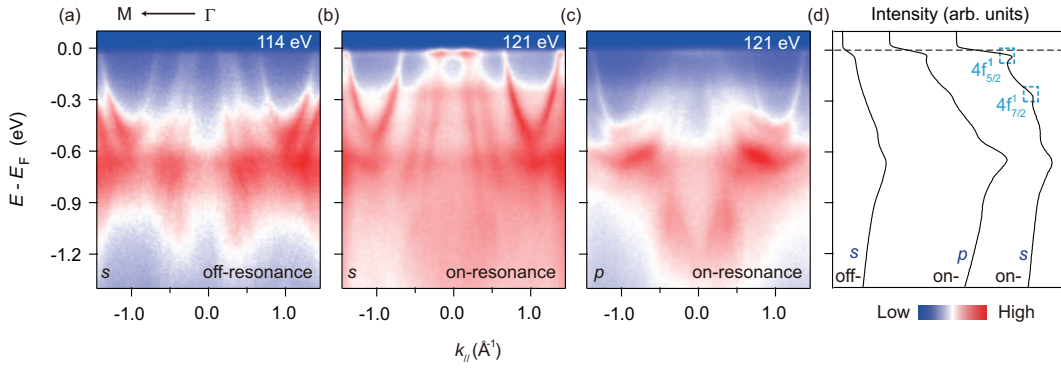 (a) M Γ (b) (c) (d) Intensity (arb. units)
114 eV 121 eV 121 eV
0.0
-0.3
-0.6
-0.9
-1.2
E - E_F (eV)
s off-resonance
s on-resonance
p on-resonance
4f¹5/2
4f¹7/2
s p s
off- on- on-
-1.0 0.0 1.0 -1.0 0.0 1.0 -1.0 0.0 1.0
Low High
k// (Å⁻¹)